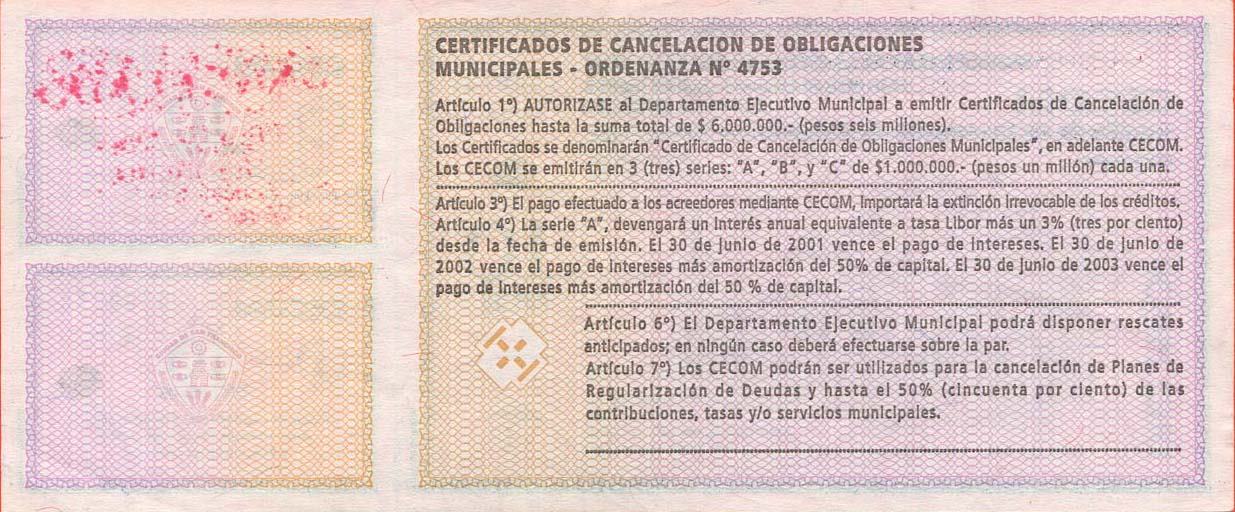 CERTIFICADOS DE CANCELACION DE OBLIGACIONES
MUNICIPALES - ORDENANZA Nº 4753
Artículo 1º) AUTORIZASE al Departamento Ejecutivo Municipal a emitir Certificados de Cancelación de
Obligaciones hasta la suma total de $ 6.000.000.- (pesos seis millones).
Los Certificados se denominarán "Certificado de Cancelación de Obligaciones Municipales", en adelante CECOM.
Los CECOM se emitirán en 3 (tres) series: "A", "B", y "C" de $1.000.000.- (pesos un millón) cada una.
Artículo 3º) El pago efectuado a los acreedores mediante CECOM, importará la extinción irrevocable de los créditos.
Artículo 4º) La serie "A", devengará un interés anual equivalente a tasa Libor más un 3% (tres por ciento)
desde la fecha de emisión. El 30 de junio de 2001 vence el pago de intereses. El 30 de junio de
2002 vence el pago de intereses más amortización del 50% de capital. El 30 de junio de 2003 vence el
pago de intereses más amortización del 50 % de capital.
Artículo 6º) El Departamento Ejecutivo Municipal podrá disponer rescates
anticipados; en ningún caso deberá efectuarse sobre la par.
Artículo 7º) Los CECOM podrán ser utilizados para la cancelación de Planes de
Regularización de Deudas y hasta el 50% (cincuenta por ciento) de las
contribuciones, tasas y/o servicios municipales.